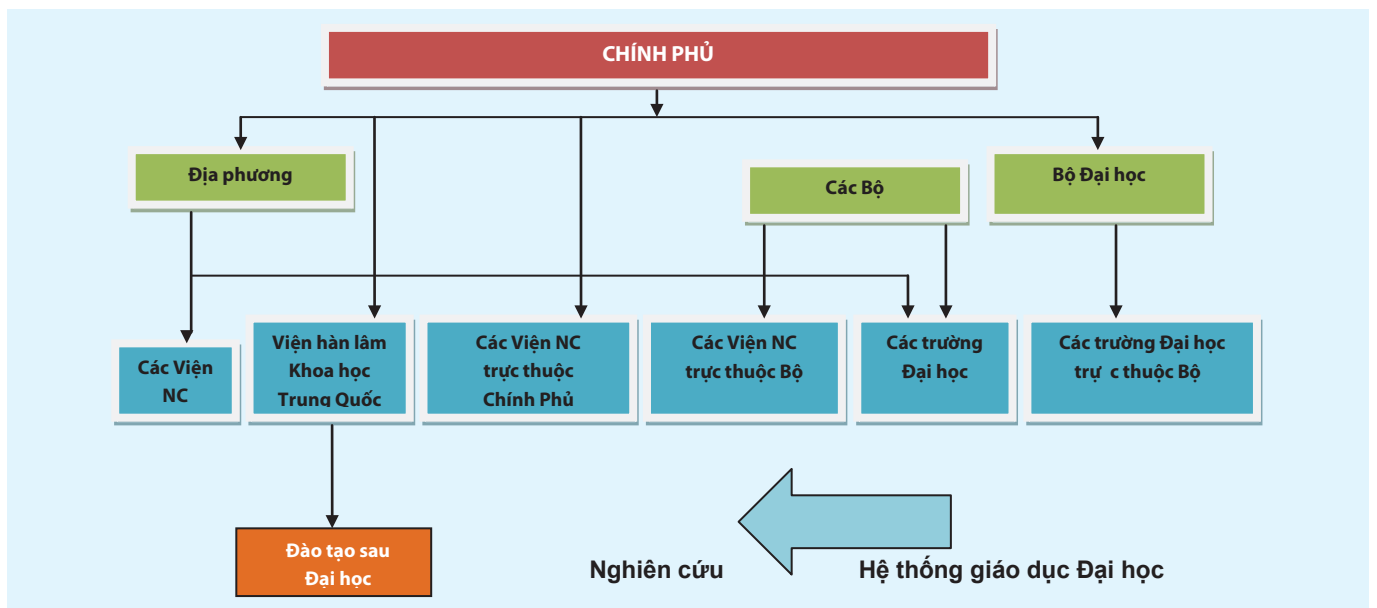 CHÍNH PHỦ
Địa phương
Các Bộ
Bộ Đại học
Các Viện
NC
Viện hàn lâm
Khoa học
Trung Quốc
Các Viện NC
trực thuộc
Chính Phủ
Các Viện NC
trực thuộc Bộ
Các trường
Đại học
Các trường Đại học
trự c thuộc Bộ
Đào tạo sau
Đại học
Nghiên cứu
Hệ thống giáo dục Đại học